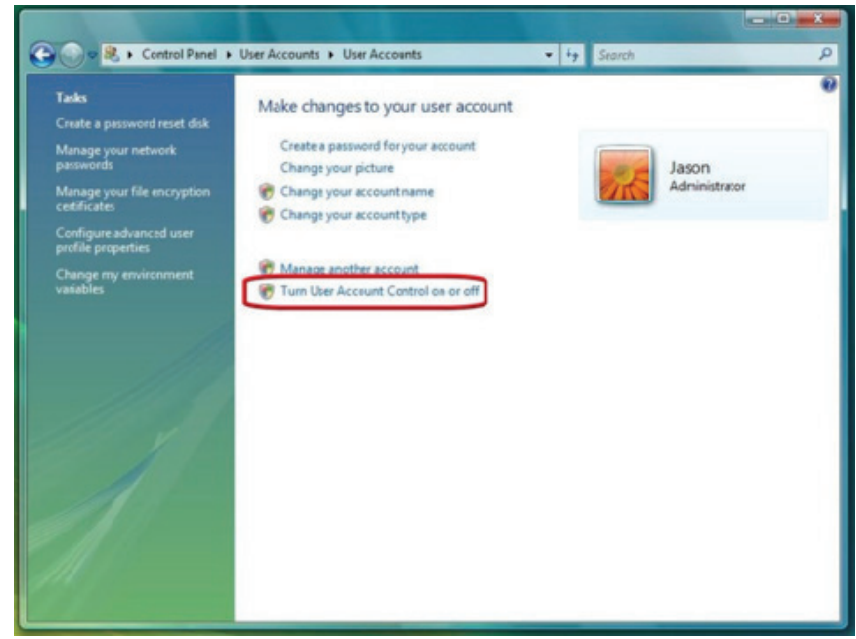 Control Panel ▸ User Accounts ▸ User Accounts
Search
Tasks
Create a password reset disk
Manage your network
passwords
Manage your file encryption
certificates
Configure advanced user
profile properties
Change my environment
variables
Make changes to your user account
Create a password for your account
Change your picture
Change your account name
Change your account type
Manage another account
Turn User Account Control on or off
Jason
Administrator